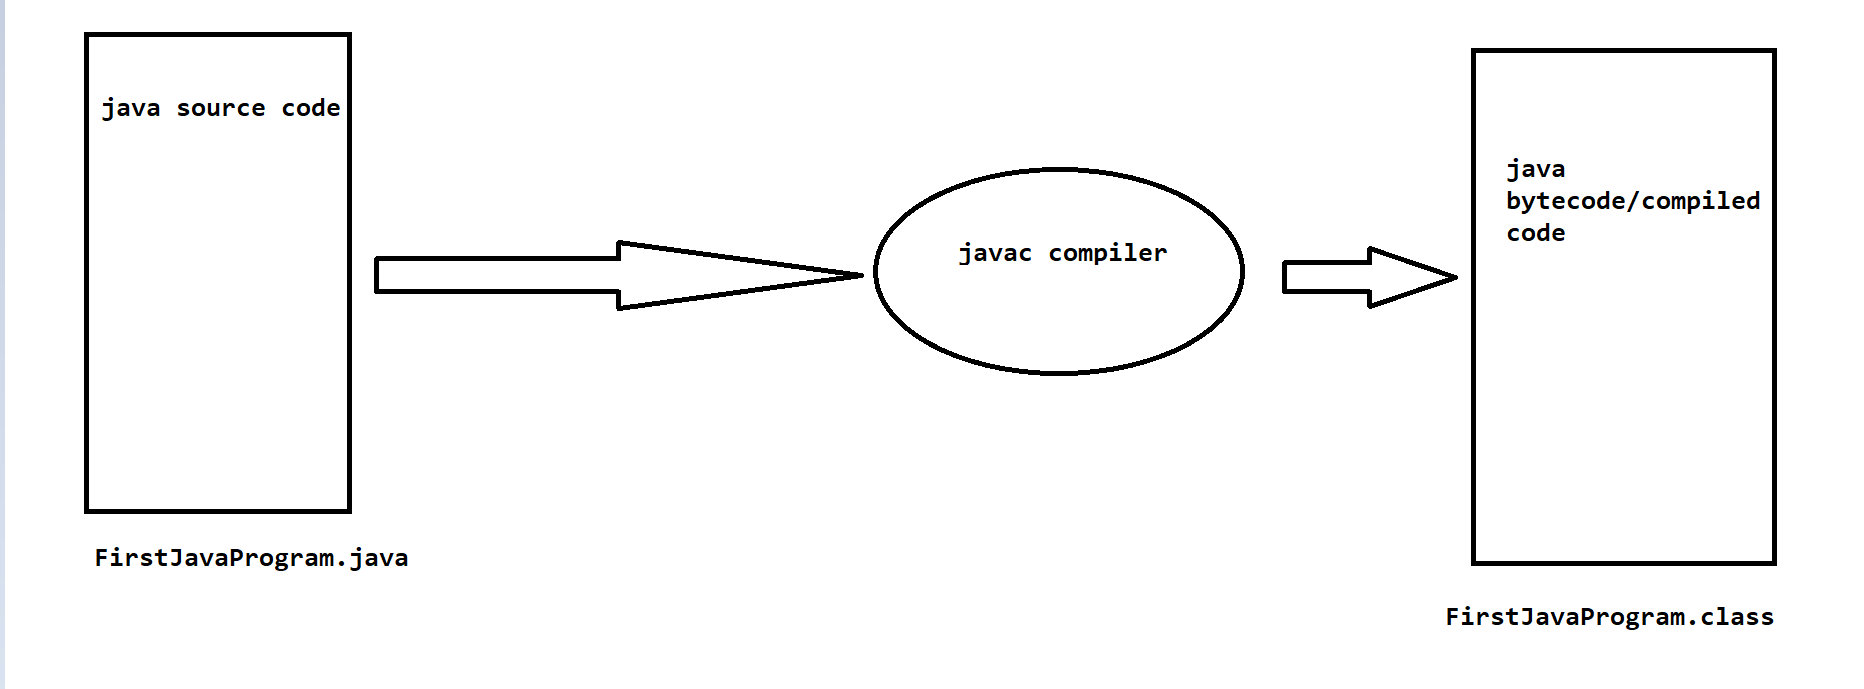 java source code
FirstJavaProgram.java
javac compiler
java
bytecode/compiled
code
FirstJavaProgram.class